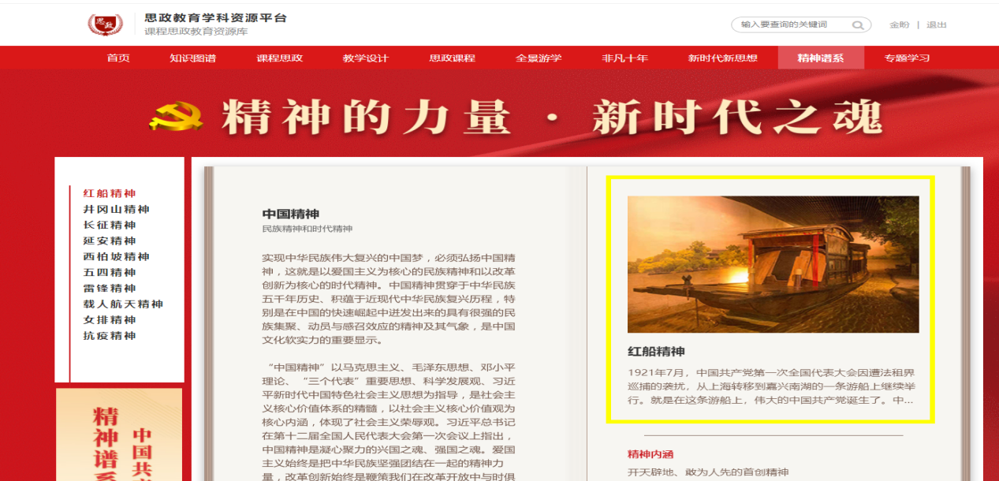 思政
思政教育学科资源平台
课程思政教育资源库
输入要查询的关键词
金盼 | 退出
首页 知识图谱 课程思政 教学设计 思政课程 全景游学 非凡十年 新时代新思想 精神谱系 专题学习
精神的力量·新时代之魂
红船精神
井冈山精神
长征精神
延安精神
西柏坡精神
五四精神
雷锋精神
载人航天精神
女排精神
抗疫精神
精神谱系
中国共
中国精神
民族精神和时代精神
实现中华民族伟大复兴的中国梦，必须弘扬中国精
神，这就是以爱国主义为核心的民族精神和以改革
创新为核心的时代精神。中国精神贯穿于中华民族
五千年历史、积蕴于近现代中华民族复兴历程，特
别是在中国的快速崛起中迸发出来的具有很强的民
族集聚、动员与感召效应的精神及其气象，是中国
文化软实力的重要显示。
“中国精神”以马克思主义、毛泽东思想、邓小平
理论、“三个代表”重要思想、科学发展观、习近
平新时代中国特色社会主义思想为指导，是社会主
义核心价值体系的精髓，以社会主义核心价值观为
核心内涵，体现了社会主义荣辱观。习近平总书记
在第十二届全国人民代表大会第一次会议上指出，
中国精神是凝心聚力的兴国之魂、强国之魂。爱国
主义始终是把中华民族坚强团结在一起的精神力
量，改革创新始终是鞭策我们在改革开放中与时俱
红船精神
1921年7月，中国共产党第一次全国代表大会因遭法租界
巡捕的袭扰，从上海转移到嘉兴南湖的一条游船上继续举
行。就是在这条游船上，伟大的中国共产党诞生了。中...
精神内涵
开天辟地、敢为人先的首创精神